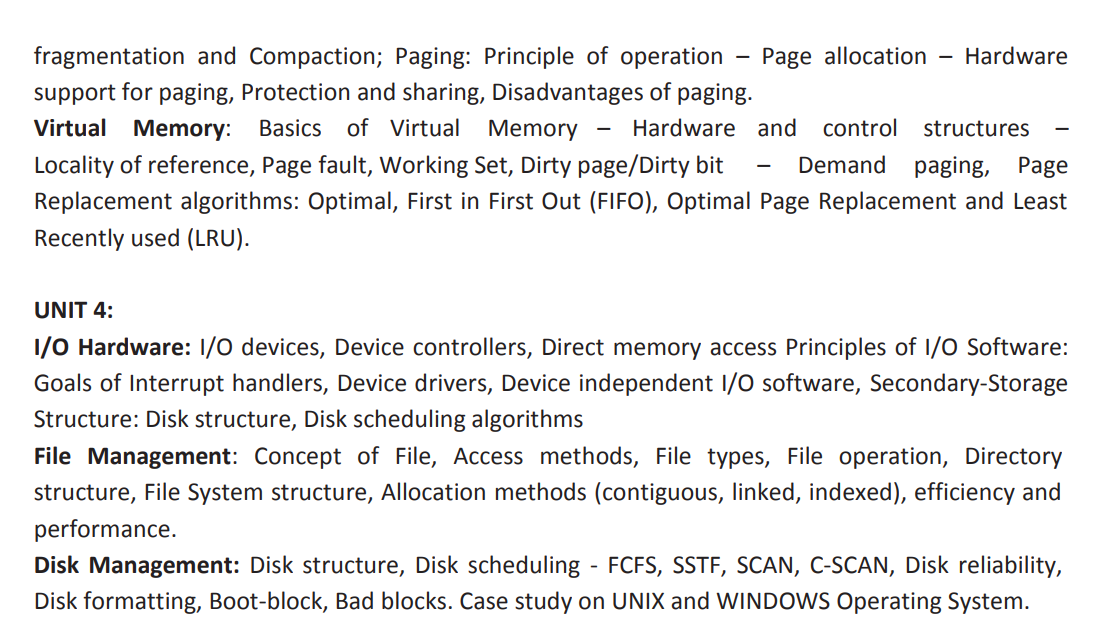 fragmentation and Compaction; Paging: Principle of operation – Page allocation – Hardware
support for paging, Protection and sharing, Disadvantages of paging.
Virtual Memory: Basics of Virtual Memory – Hardware and control structures –
Locality of reference, Page fault, Working Set, Dirty page/Dirty bit – Demand paging, Page
Replacement algorithms: Optimal, First in First Out (FIFO), Optimal Page Replacement and Least
Recently used (LRU).
UNIT 4:
I/O Hardware: I/O devices, Device controllers, Direct memory access Principles of I/O Software:
Goals of Interrupt handlers, Device drivers, Device independent I/O software, Secondary-Storage
Structure: Disk structure, Disk scheduling algorithms
File Management: Concept of File, Access methods, File types, File operation, Directory
structure, File System structure, Allocation methods (contiguous, linked, indexed), efficiency and
performance.
Disk Management: Disk structure, Disk scheduling - FCFS, SSTF, SCAN, C-SCAN, Disk reliability,
Disk formatting, Boot-block, Bad blocks. Case study on UNIX and WINDOWS Operating System.